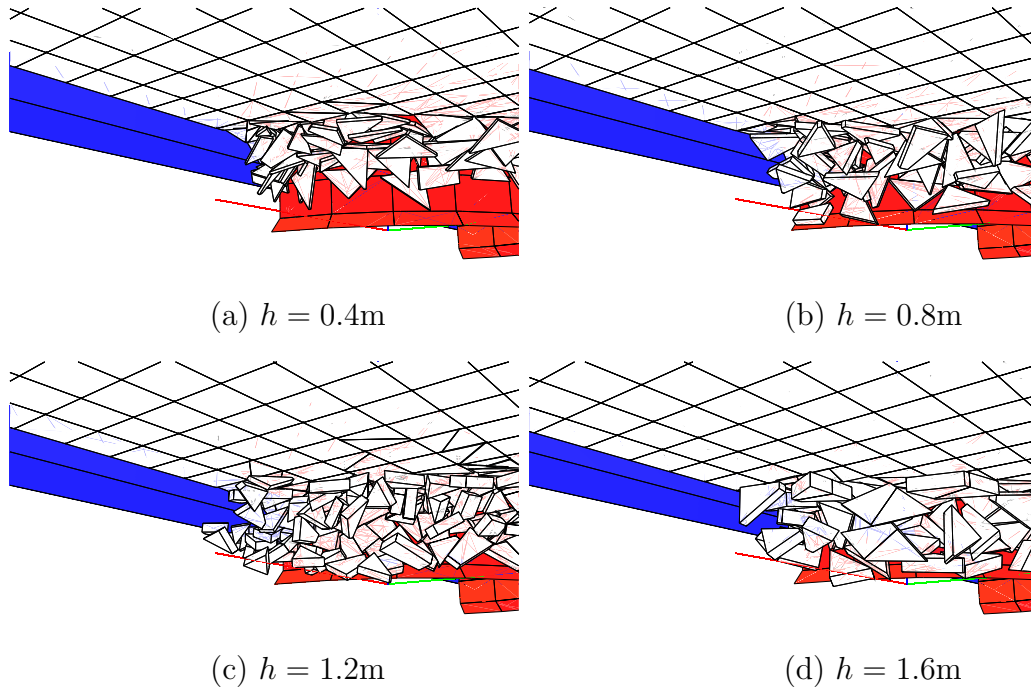 (a) h = 0.4m
(b) h = 0.8m
(c) h = 1.2m
(d) h = 1.6m